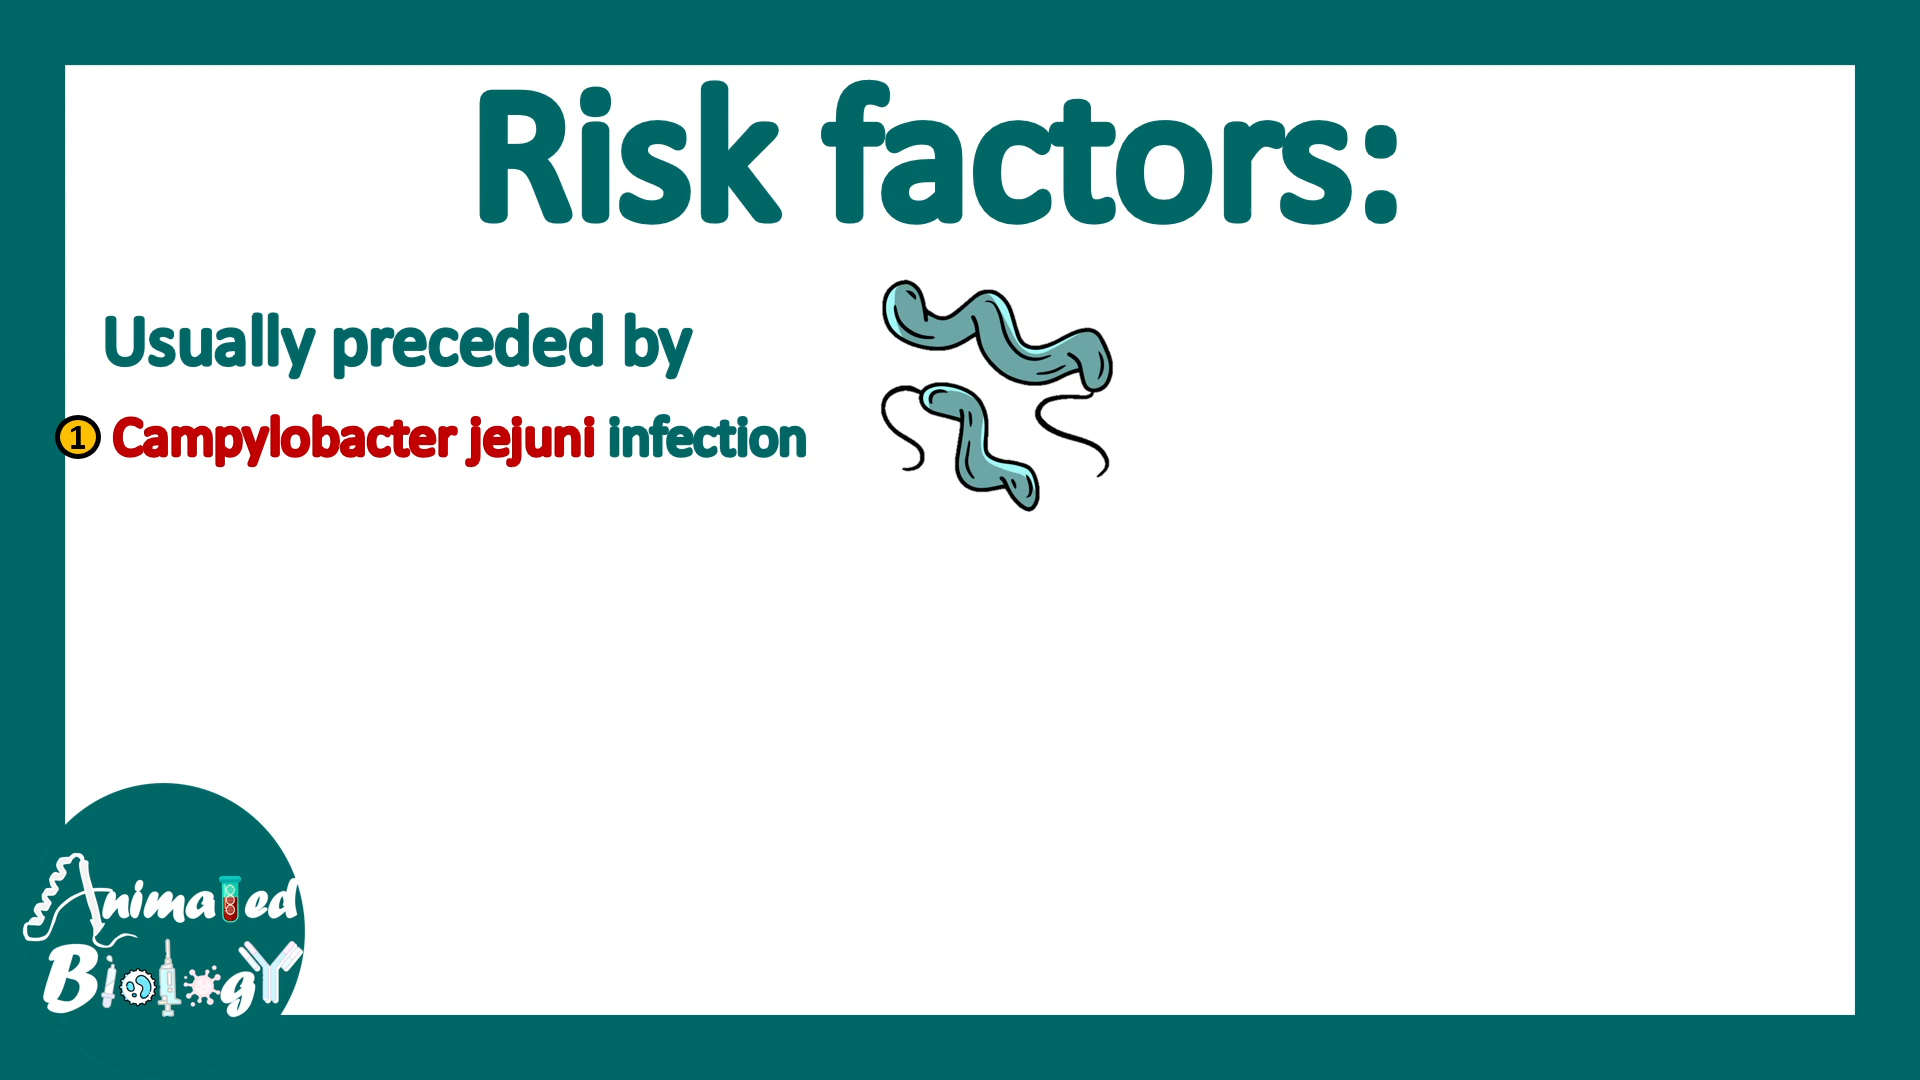 Risk factors:
Usually preceded by
1 Campylobacter jejuni infection
Animated
Biology